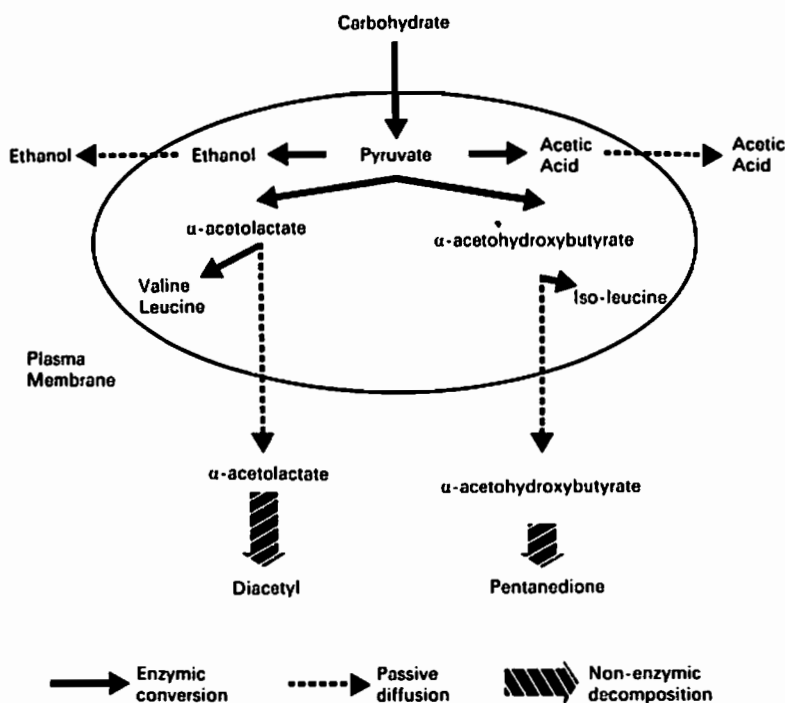 Carbohydrate
Ethanol
Ethanol
Pyruvate
Acetic
Acid
Acetic
Acid
α-acetolactate
α-acetohydroxybutyrate
Valine
Leucine
Iso-leucine
Plasma
Membrane
α-acetolactate
α-acetohydroxybutyrate
Diacetyl
Pentanedione
Enzymic
conversion
Passive
diffusion
Non-enzymic
decomposition